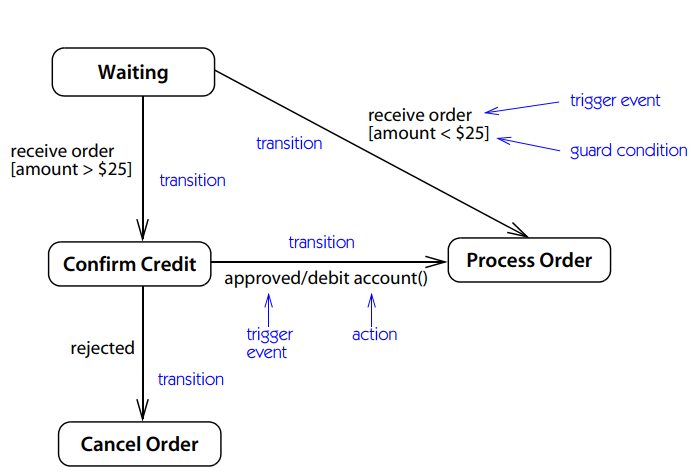 Waiting
receive order
[amount < $25]
trigger event
guard condition
transition
receive order
[amount > $25]
transition
transition
Confirm Credit
Process Order
approved/debit account()
trigger
event
action
rejected
transition
Cancel Order